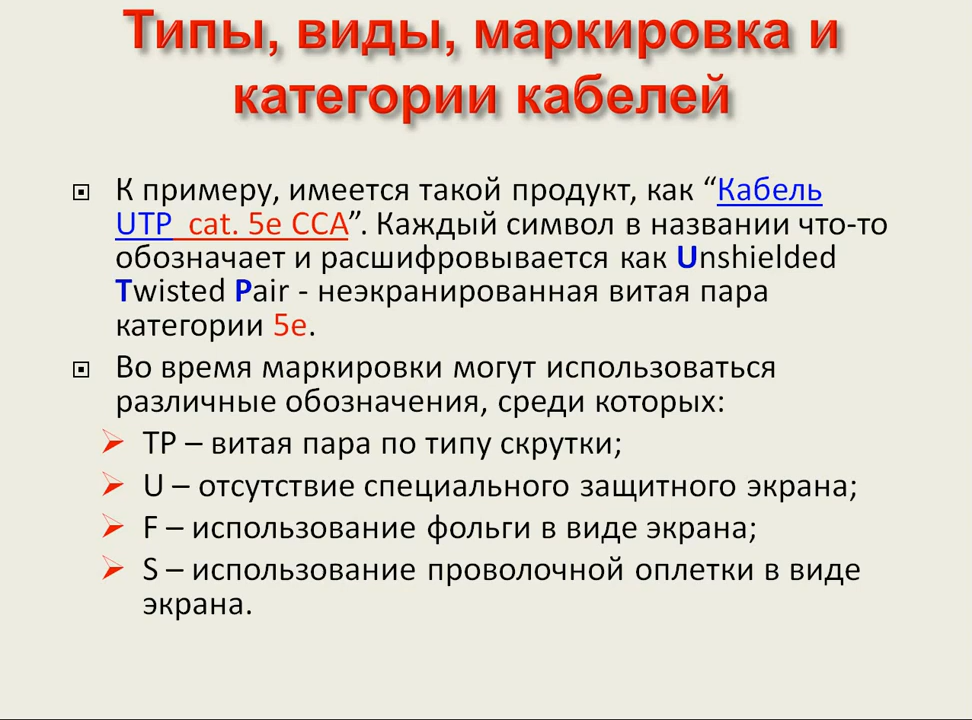 Типы, виды, маркировка и
категории кабелей
К примеру, имеется такой продукт, как “Кабель
UTP cat. 5e CCA”. Каждый символ в названии что-то
обозначает и расшифровывается как Unshielded
Twisted Pair - неэкранированная витая пара
категории 5e.
Во время маркировки могут использоваться
различные обозначения, среди которых:
TP – витая пара по типу скрутки;
U – отсутствие специального защитного экрана;
F – использование фольги в виде экрана;
S – использование проволочной оплетки в виде
экрана.